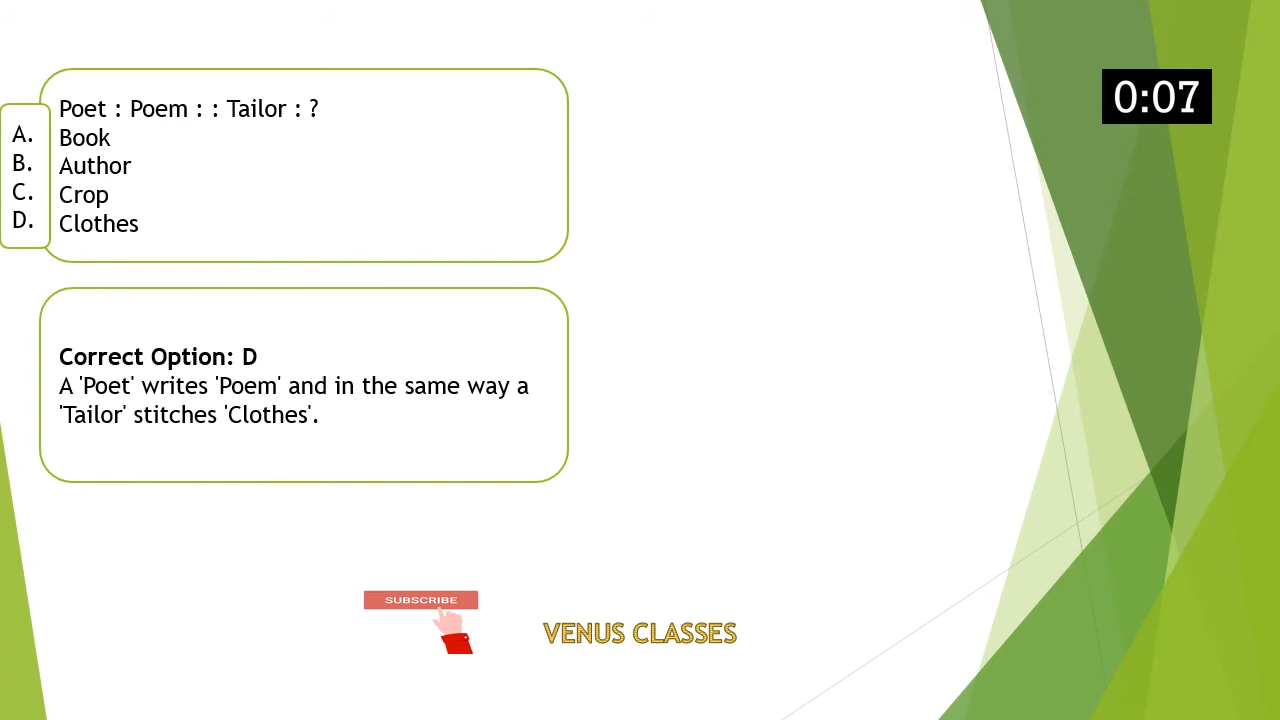 Poet : Poem : : Tailor : ?
A. Book
B. Author
C. Crop
D. Clothes
0:07
Correct Option: D
A 'Poet' writes 'Poem' and in the same way a
'Tailor' stitches 'Clothes'.
SUBSCRIBE
VENUS CLASSES